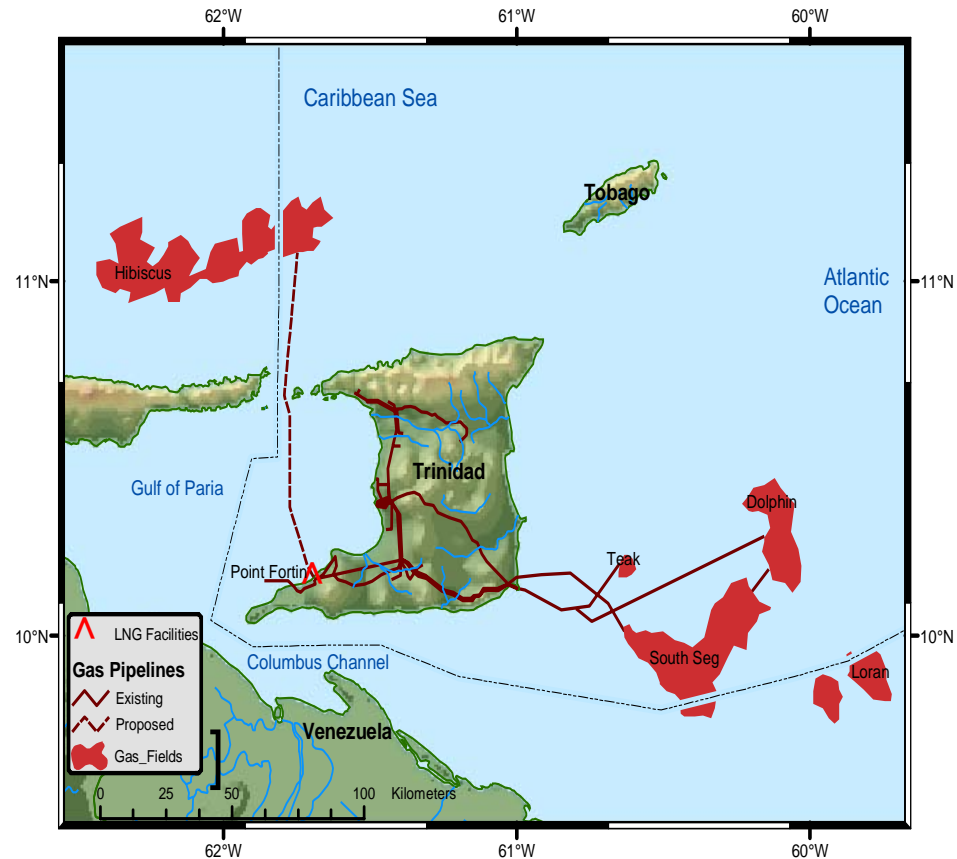 62°W 61°W 60°W
Caribbean Sea
Tobago
Hibiscus
11°N
Atlantic
Ocean
11°N
Trinidad
Gulf of Paria
Dolphin
Teak
Point Fortin
10°N
LNG Facilities
Gas Pipelines
Existing
Proposed
Gas_Fields
10°N
South Seg
Loran
Columbus Channel
Venezuela
0 25 50 100 Kilometers
62°W 61°W 60°W